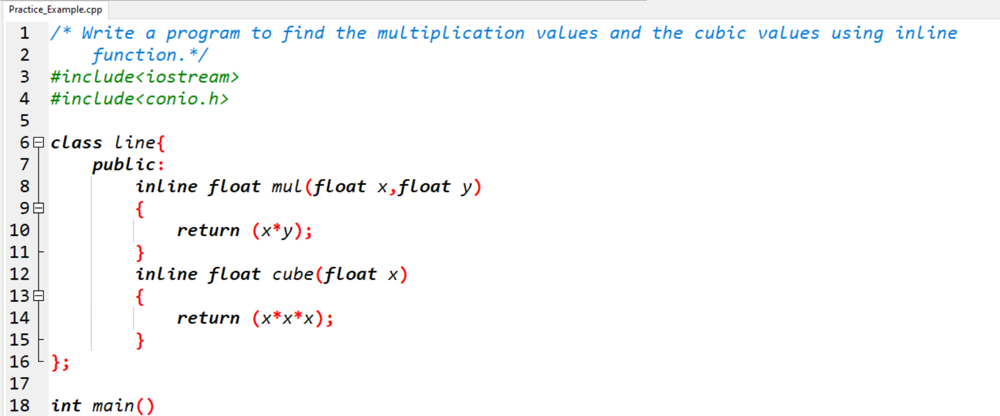 Practice_Example.cpp
1 /* Write a program to find the multiplication values and the cubic values using inline
2 function.*/
3 #include<iostream>
4 #include<conio.h>
5
6 class line{
7 public:
8 inline float mul(float x,float y)
9 {
10 return (x*y);
11 }
12 inline float cube(float x)
13 {
14 return (x*x*x);
15 }
16 };
17
18 int main()